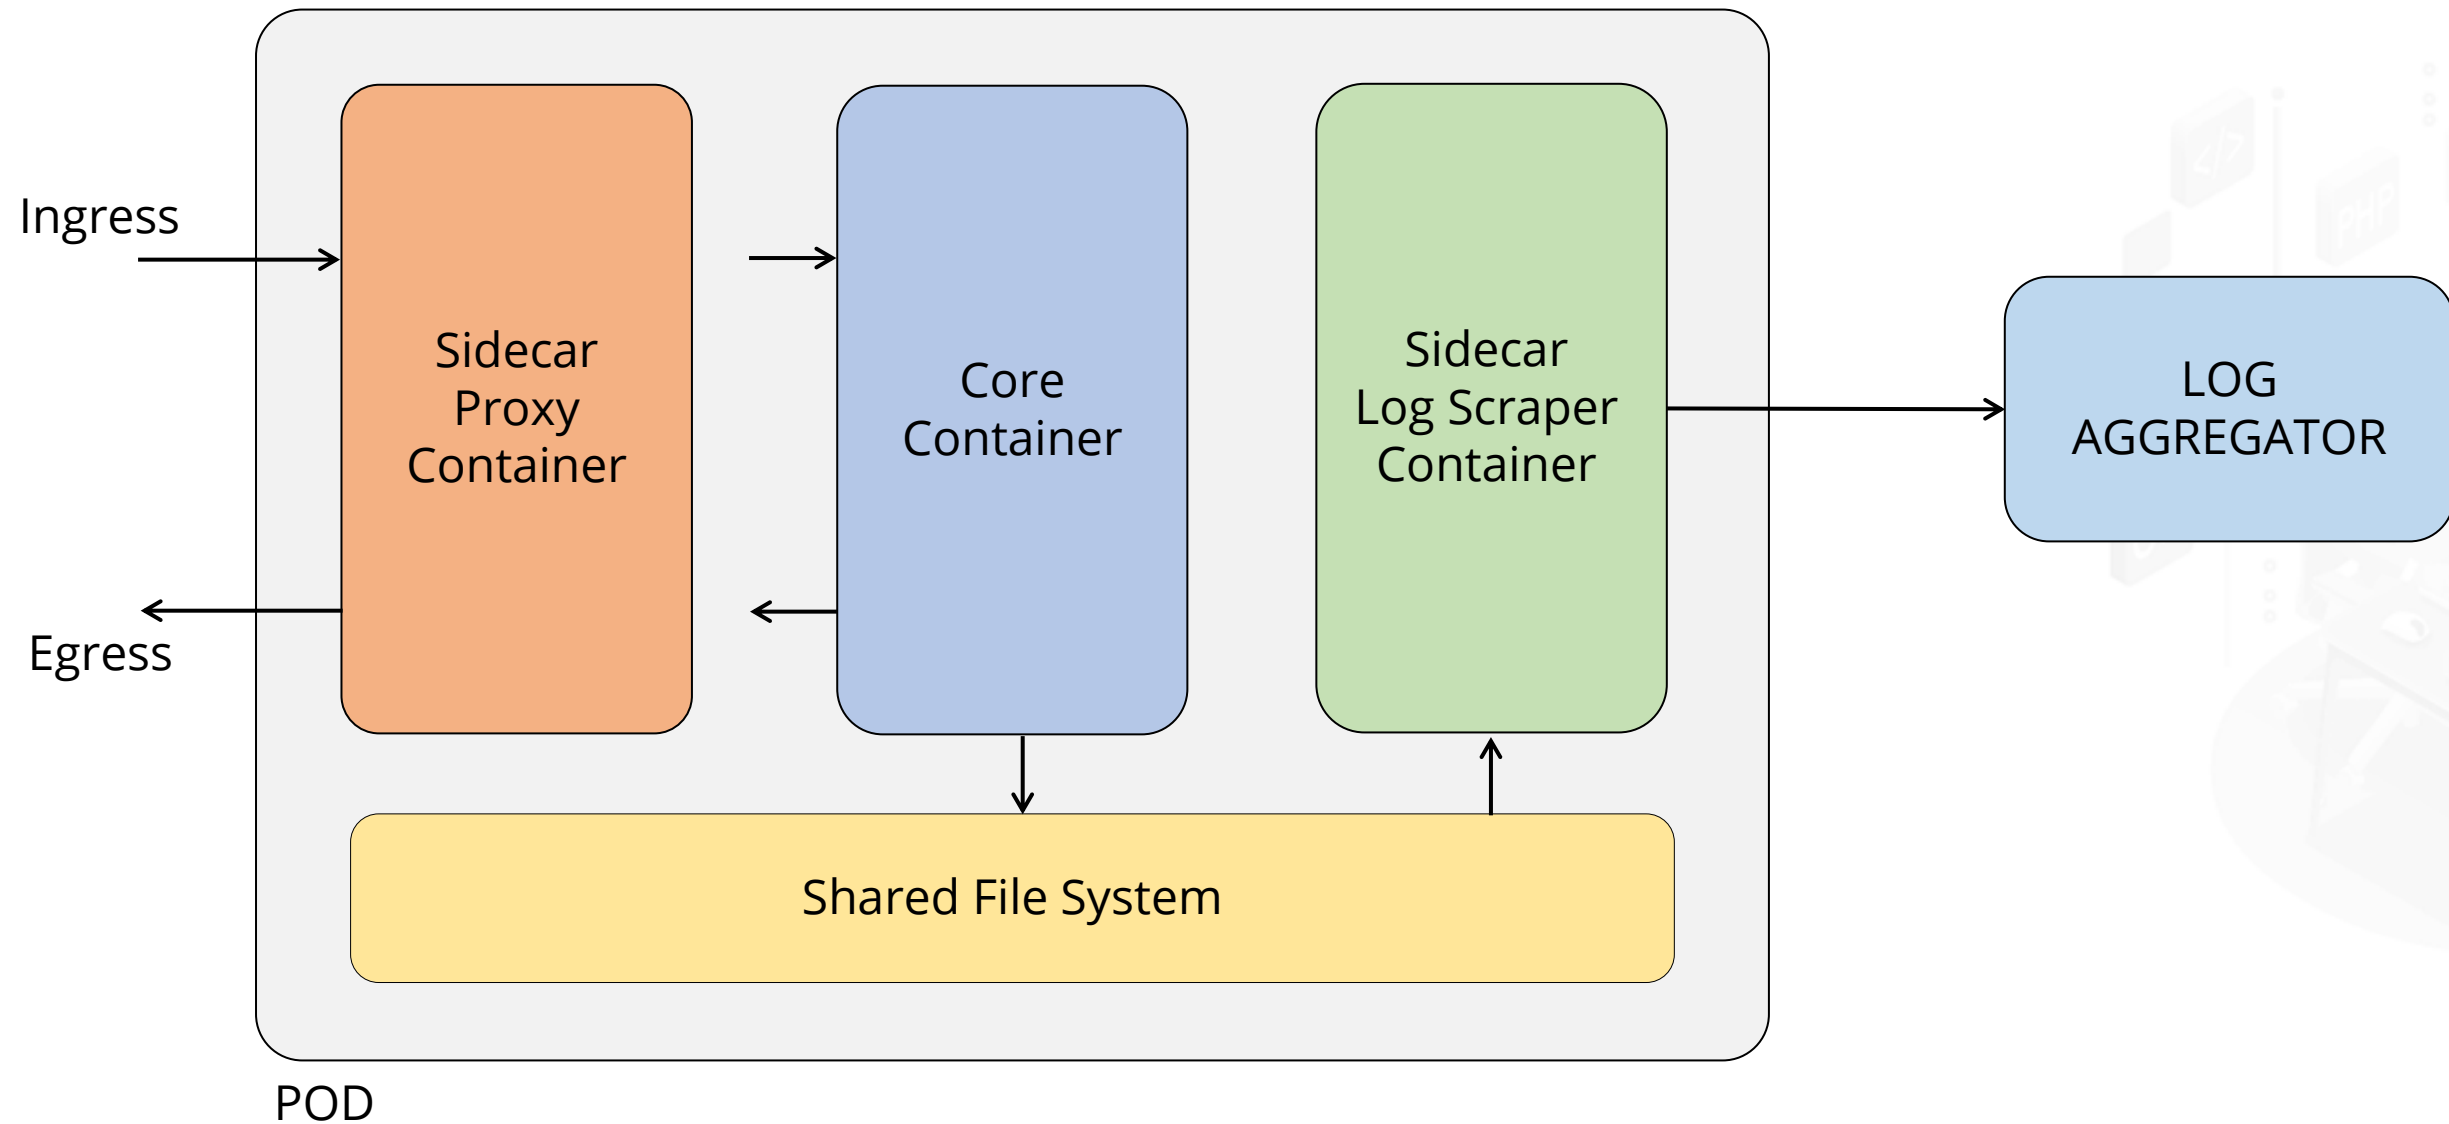 Ingress
Egress
Sidecar
Proxy
Container
Core
Container
Sidecar
Log Scraper
Container
LOG
AGGREGATOR
Shared File System
POD